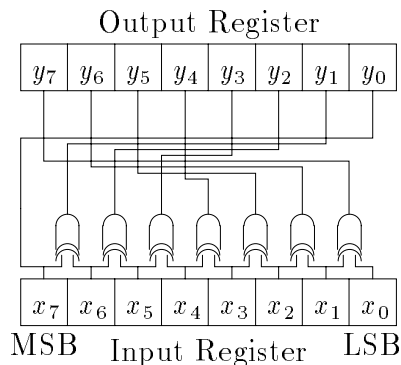 Output Register
y7 y6 y5 y4 y3 y2 y1 y0
x7 x6 x5 x4 x3 x2 x1 x0
MSB LSB
Input Register